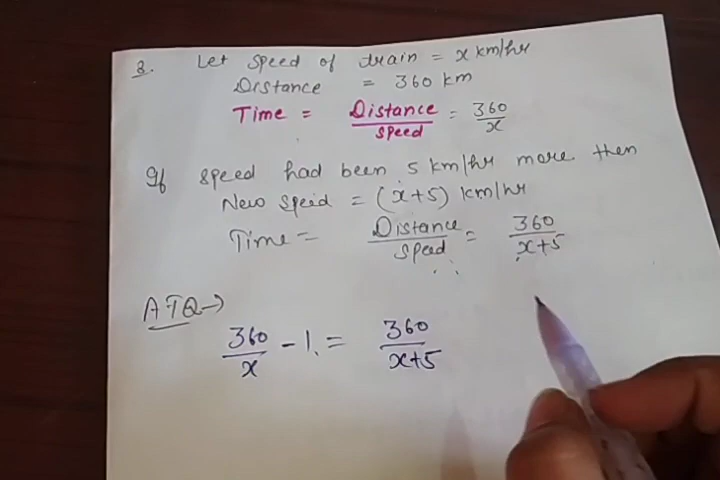 3. Let speed of train = x km/hr
Distance = 360 km
Time = Distance/speed = 360/x
If speed had been 5 km/hr more then
New speed = (x+5) km/hr
Time = Distance/speed = 360/x+5
ATQ→
360/x - 1 = 360/x+5